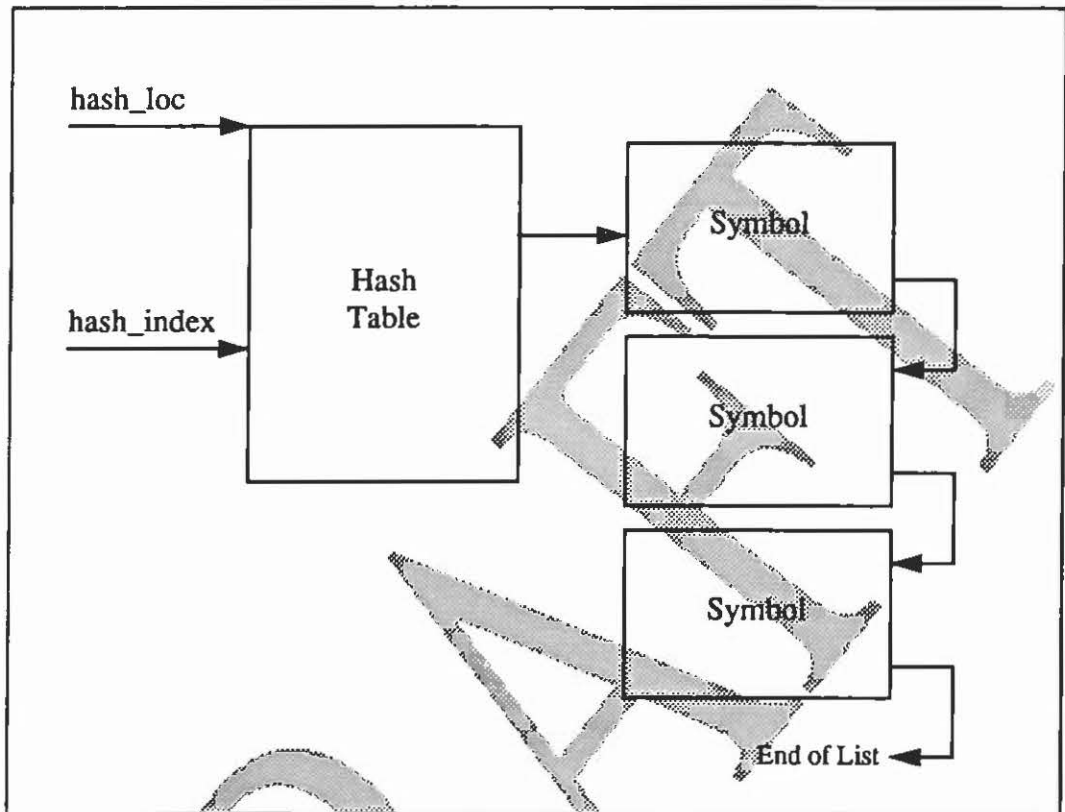 hash_loc
hash_index
Hash
Table
Symbol
Symbol
Symbol
End of List